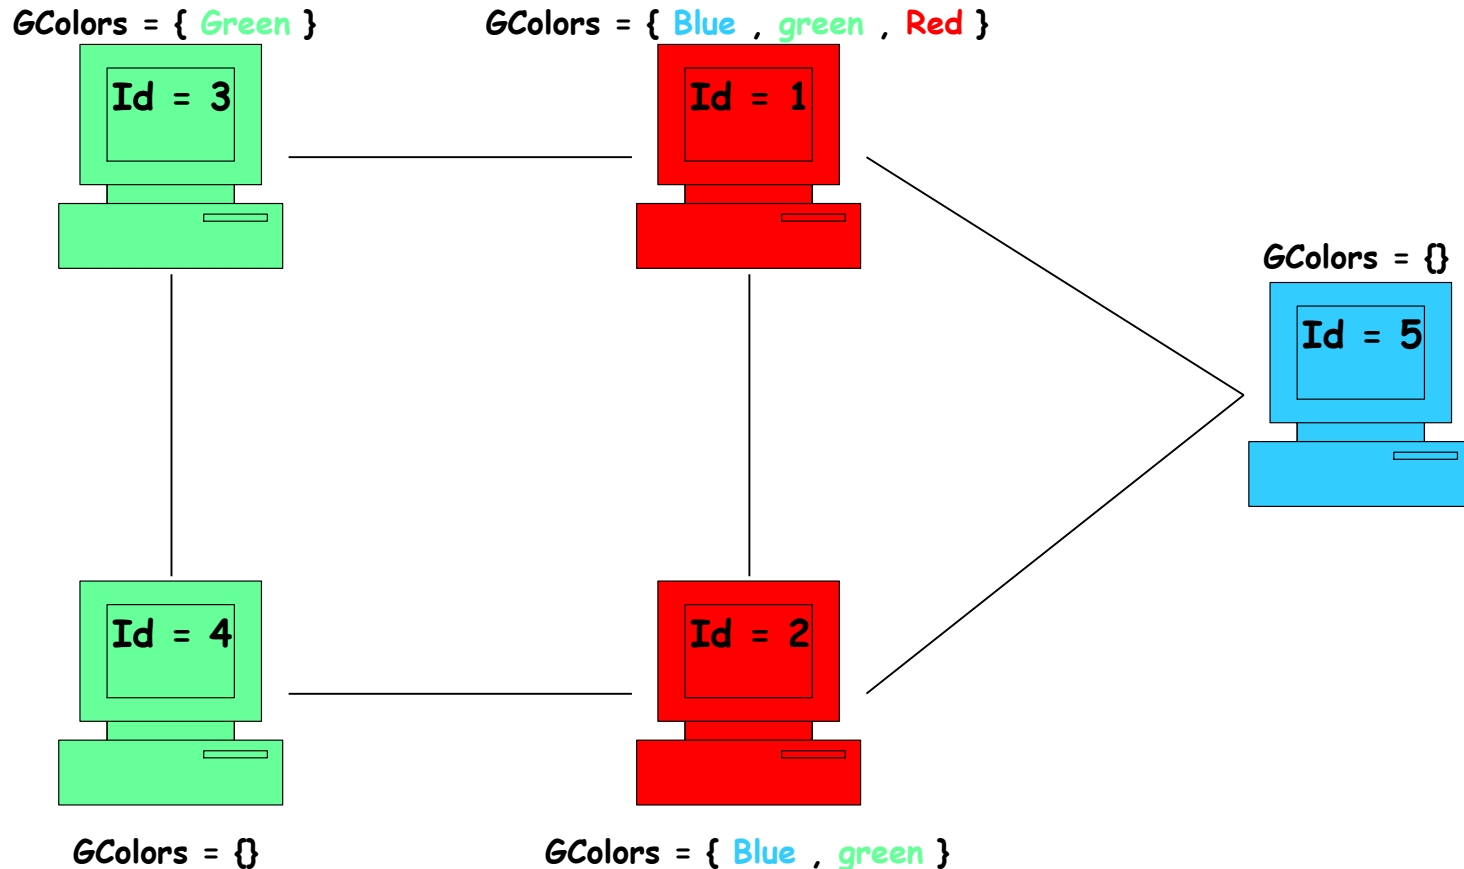 GColors = { Green }
GColors = { Blue , green , Red }
Id = 3
Id = 1
GColors = {}
Id = 5
Id = 4
Id = 2
GColors = {}
GColors = { Blue , green }